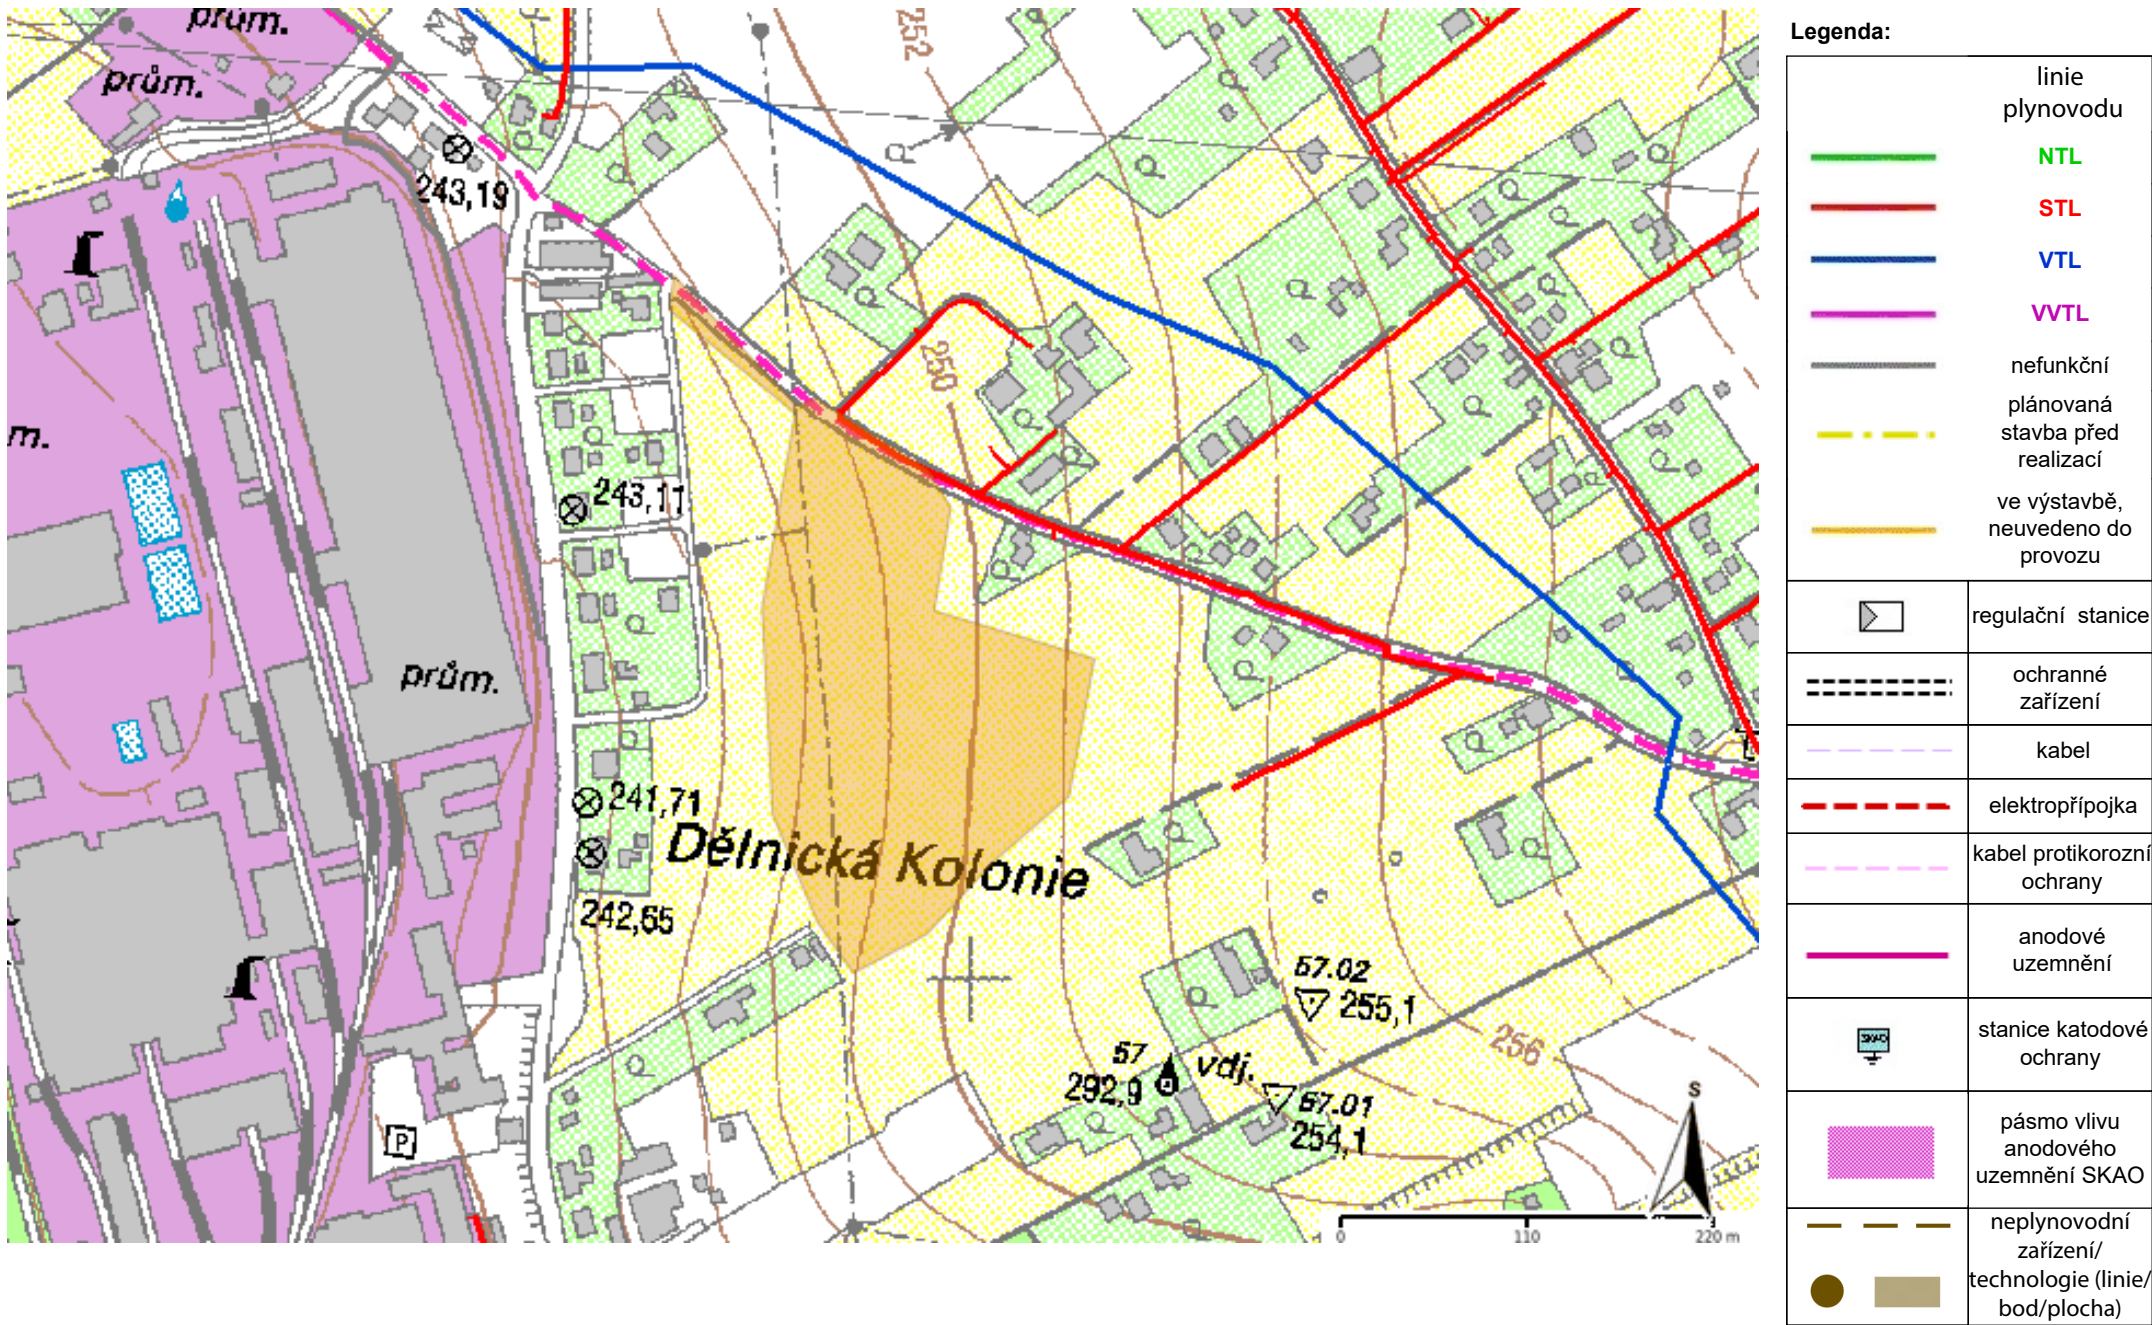 prům.
prům.
252
243,19
250
m.
243,11
prům.
241,71
Dělnická Kolonie
242,65
57.02
255,1
256
57
vdj.
292,9
57.01
254,1
P
S
0
110
220 m
Legenda:
linie
plynovodu
NTL
STL
VTL
VVTL
nefunkční
plánovaná
stavba před
realizací
ve výstavbě,
neuvedeno do
provozu
regulační stanice
ochranné
zařízení
kabel
elektropřípojka
kabel protikorozní
ochrany
anodové
uzemnění
SKAO
stanice katodové
ochrany
pásmo vlivu
anodového
uzemnění SKAO
neplynovodní
zařízení/
technologie (linie/
bod/plocha)